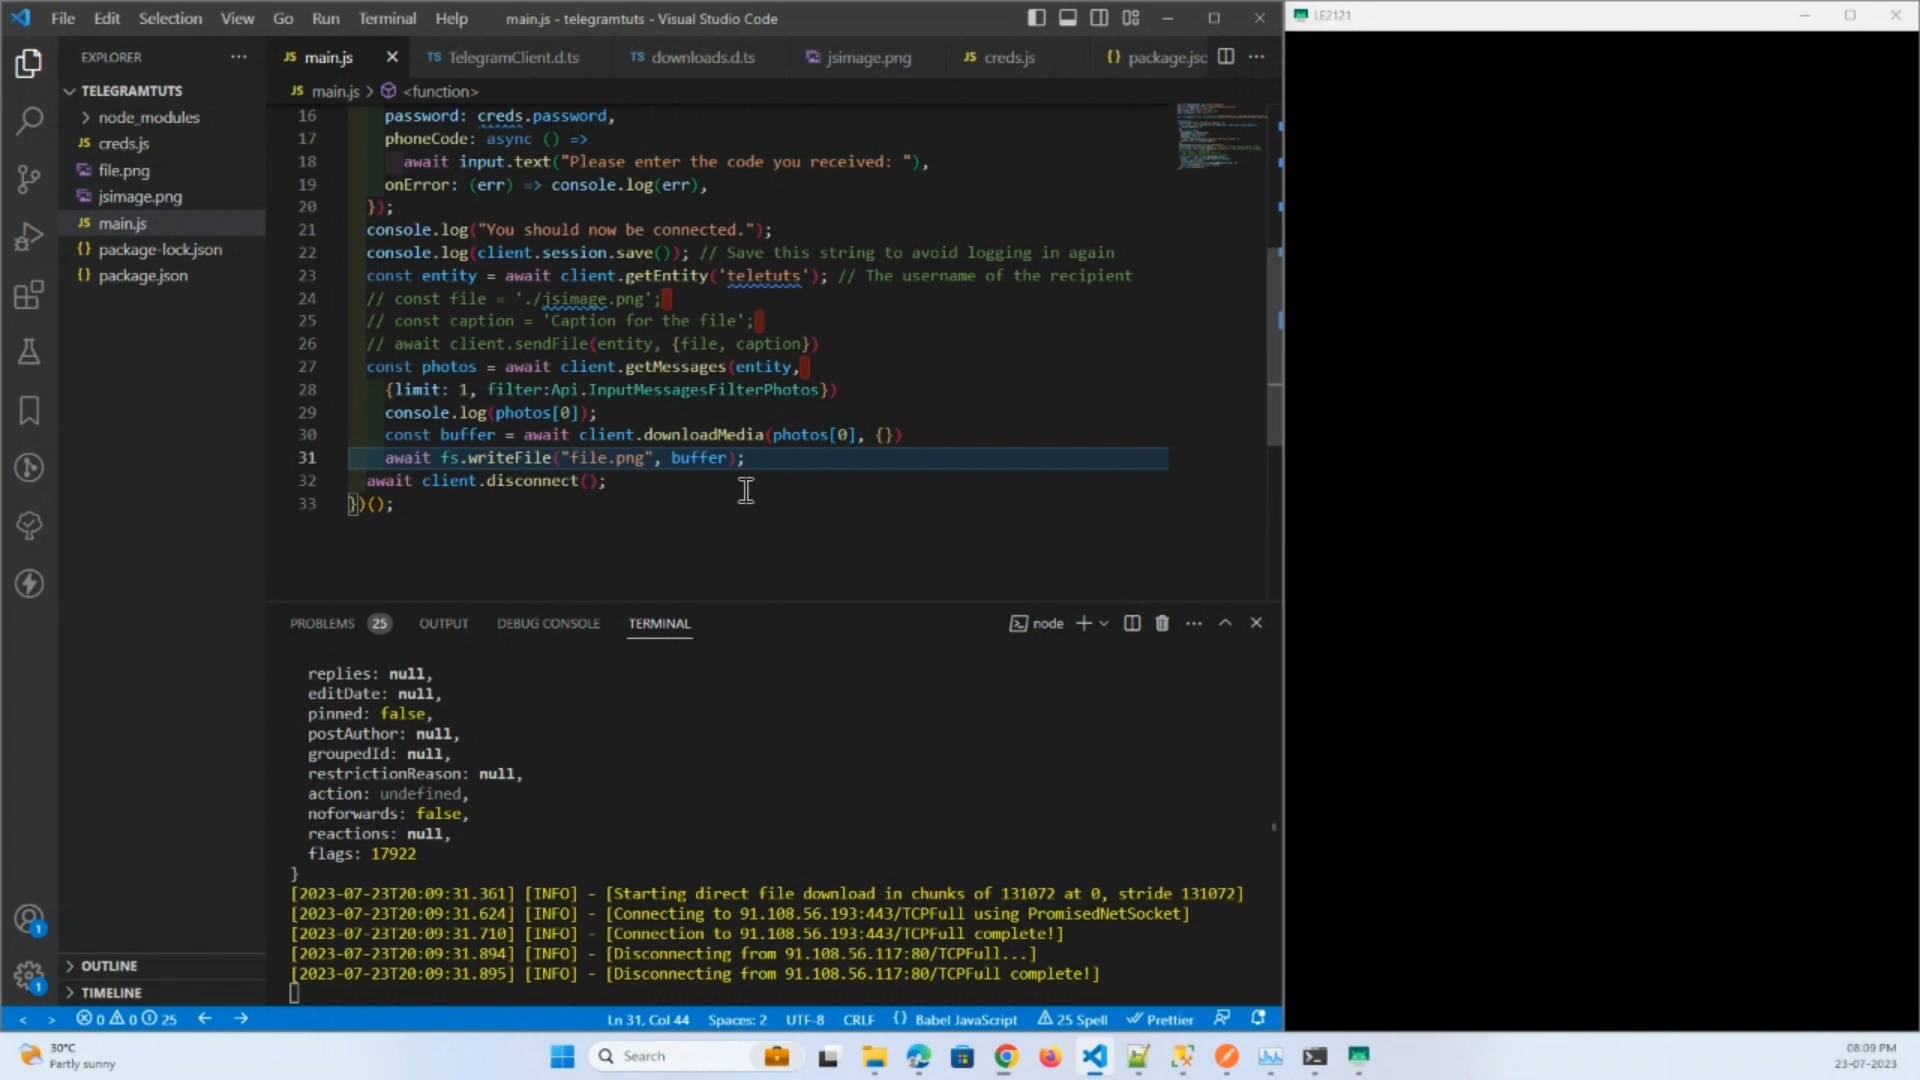 File Edit Selection View Go Run Terminal Help main.js - telegramtuts - Visual Studio Code
LE2121
EXPLORER
JS main.js
TS TelegramClient.d.ts
TS downloads.d.ts
jsimage.png
JS creds.js
{} package.jsc
JS main.js > <function>
TELEGRAMTUTS
node_modules
JS creds.js
file.png
jsimage.png
JS main.js
{} package-lock.json
{} package.json
16 password: creds.password,
17 phoneCode: async () =>
18 await input.text("Please enter the code you received: "),
19 onError: (err) => console.log(err),
20 });
21 console.log("You should now be connected.");
22 console.log(client.session.save()); // Save this string to avoid logging in again
23 const entity = await client.getEntity('teletuts'); // The username of the recipient
24 // const file = './jsimage.png';
25 // const caption = 'Caption for the file';
26 // await client.sendFile(entity, {file, caption})
27 const photos = await client.getMessages(entity,
28 {limit: 1, filter:Api.InputMessagesFilterPhotos})
29 console.log(photos[0]);
30 const buffer = await client.downloadMedia(photos[0], {})
31 await fs.writeFile("file.png", buffer);
32 await client.disconnect();
33 })();
PROBLEMS 25 OUTPUT DEBUG CONSOLE TERMINAL
node
replies: null,
editDate: null,
pinned: false,
postAuthor: null,
groupedId: null,
restrictionReason: null,
action: undefined,
noforwards: false,
reactions: null,
flags: 17922
}
[2023-07-23T20:09:31.361] [INFO] - [Starting direct file download in chunks of 131072 at 0, stride 131072]
[2023-07-23T20:09:31.624] [INFO] - [Connecting to 91.108.56.193:443/TCPFull using PromisedNetSocket]
[2023-07-23T20:09:31.710] [INFO] - [Connection to 91.108.56.193:443/TCPFull complete!]
[2023-07-23T20:09:31.894] [INFO] - [Disconnecting from 91.108.56.117:80/TCPFull...]
[2023-07-23T20:09:31.895] [INFO] - [Disconnecting from 91.108.56.117:80/TCPFull complete!]
1
1
OUTLINE
TIMELINE
0 0 25
Ln 31, Col 44 Spaces: 2 UTF-8 CRLF {} Babel JavaScript 25 Spell Prettier
30°C
Partly sunny
Search
08:09 PM
23-07-2023